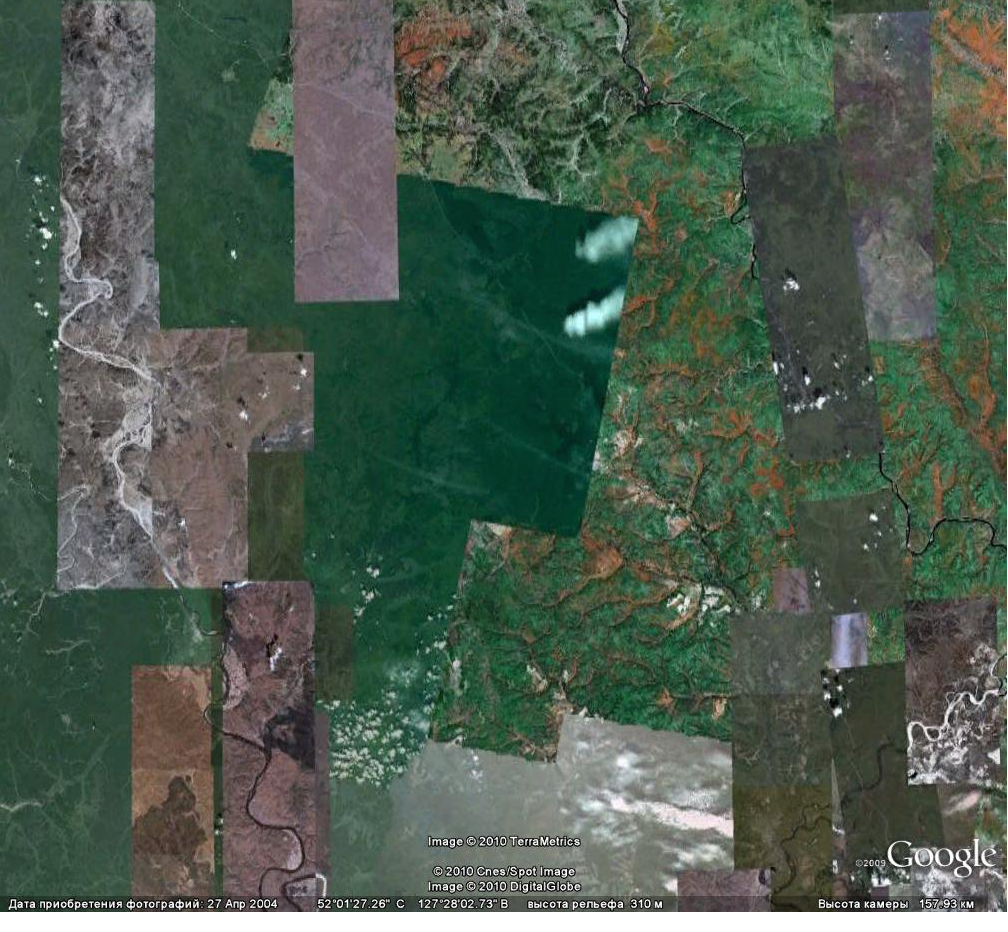 Image © 2010 TerraMetrics
© 2010 Cnes/Spot Image
Image © 2010 DigitalGlobe
©2009 Google
Дата приобретения фотографий: 27 Апр 2004 52°01'27.26" С 127°28'02.73" В высота рельефа 310 м Высота камеры 157.93 км